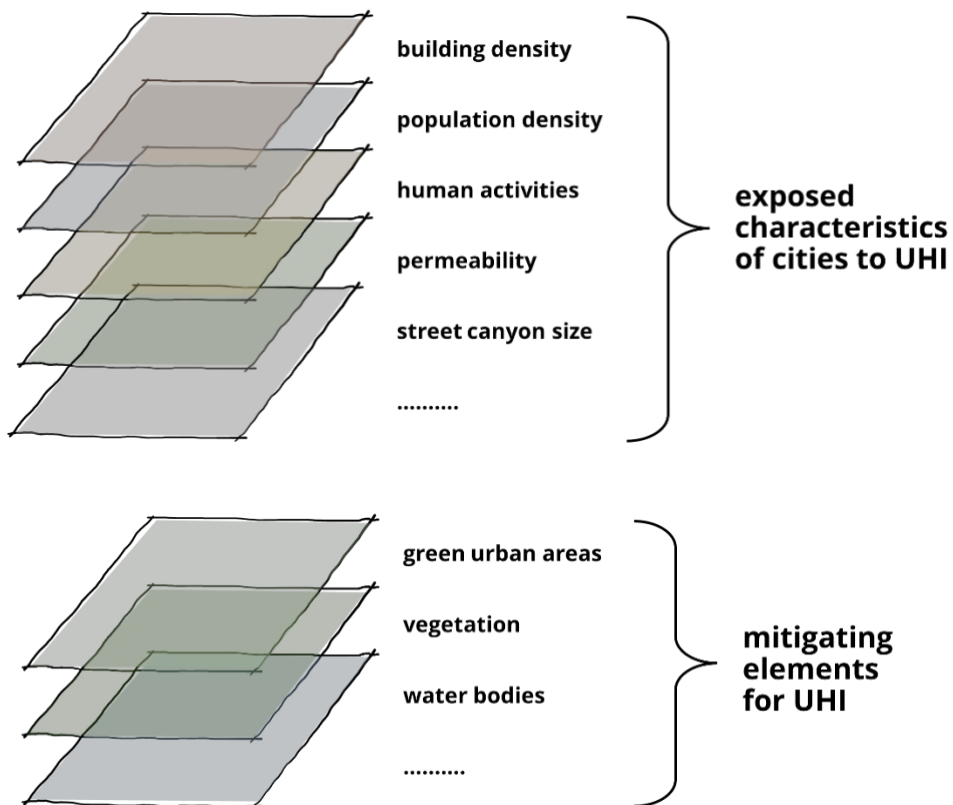 building density
population density
human activities
permeability
street canyon size
..........
exposed
characteristics
of cities to UHI
green urban areas
vegetation
water bodies
..........
mitigating
elements
for UHI